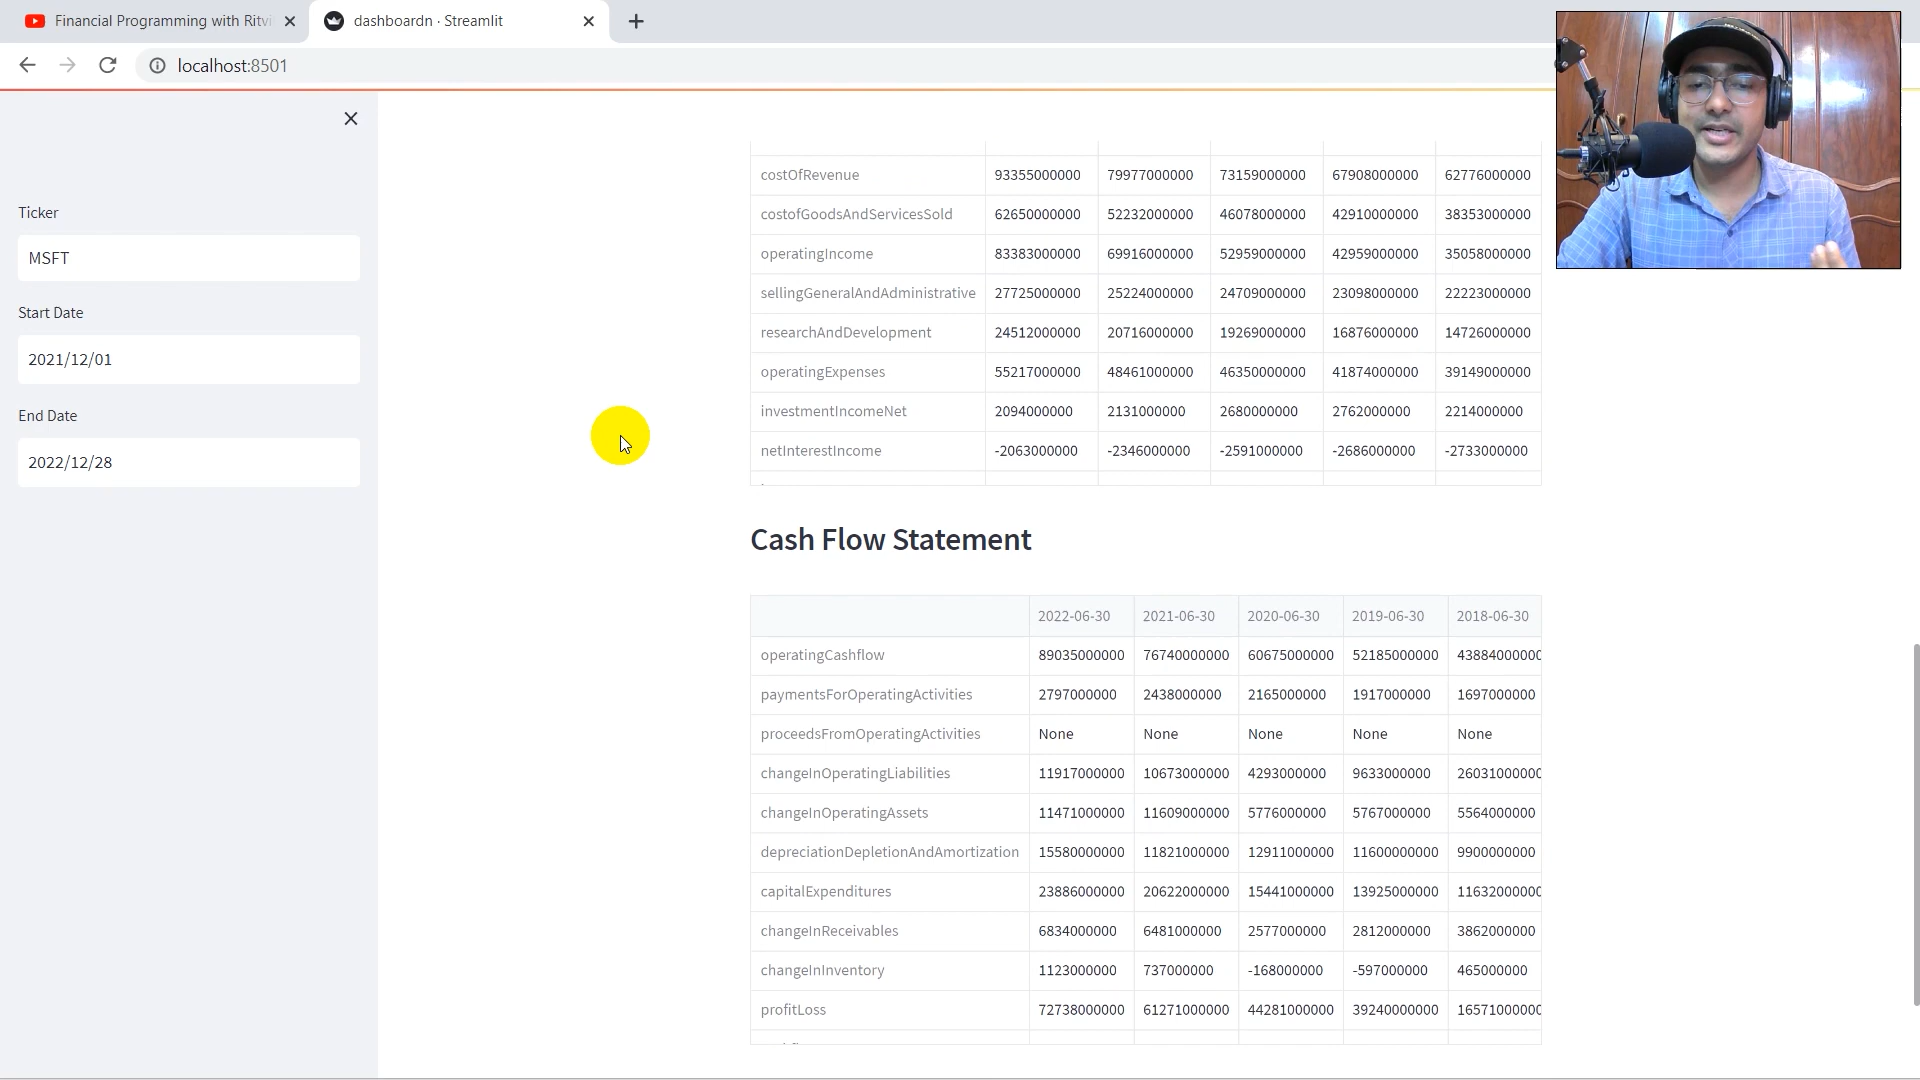 Financial Programming with Ritvi
dashboardn · Streamlit
localhost:8501
Ticker
MSFT
Start Date
2021/12/01
End Date
2022/12/28
costOfRevenue 93355000000 79977000000 73159000000 67908000000 62776000000
costofGoodsAndServicesSold 62650000000 52232000000 46078000000 42910000000 38353000000
operatingIncome 83383000000 69916000000 52959000000 42959000000 35058000000
sellingGeneralAndAdministrative 27725000000 25224000000 24709000000 23098000000 22223000000
researchAndDevelopment 24512000000 20716000000 19269000000 16876000000 14726000000
operatingExpenses 55217000000 48461000000 46350000000 41874000000 39149000000
investmentIncomeNet 2094000000 2131000000 2680000000 2762000000 2214000000
netInterestIncome -2063000000 -2346000000 -2591000000 -2686000000 -2733000000
Cash Flow Statement
2022-06-30 2021-06-30 2020-06-30 2019-06-30 2018-06-30
operatingCashflow 89035000000 76740000000 60675000000 52185000000 43884000000
paymentsForOperatingActivities 2797000000 2438000000 2165000000 1917000000 1697000000
proceedsFromOperatingActivities None None None None None
changeInOperatingLiabilities 11917000000 10673000000 4293000000 9633000000 26031000000
changeInOperatingAssets 11471000000 11609000000 5776000000 5767000000 5564000000
depreciationDepletionAndAmortization 15580000000 11821000000 12911000000 11600000000 9900000000
capitalExpenditures 23886000000 20622000000 15441000000 13925000000 11632000000
changeInReceivables 6834000000 6481000000 2577000000 2812000000 3862000000
changeInInventory 1123000000 737000000 -168000000 -597000000 465000000
profitLoss 72738000000 61271000000 44281000000 39240000000 16571000000